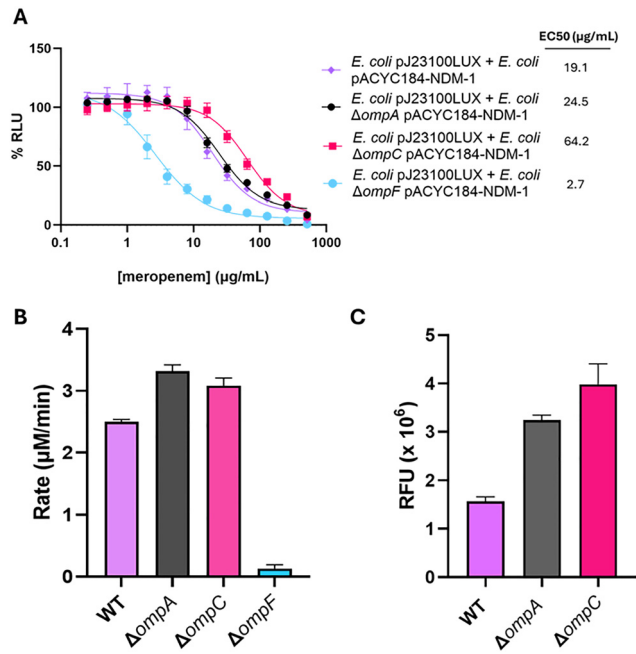 A
EC50 (µg/mL)
150
100
50
0
% RLU
0.1
1
10
100
1000
[meropenem] (µg/mL)
E. coli pJ23100LUX + E. coli
pACYC184-NDM-1
19.1
E. coli pJ23100LUX + E. coli
ΔompA pACYC184-NDM-1
24.5
E. coli pJ23100LUX + E. coli
ΔompC pACYC184-NDM-1
64.2
E. coli pJ23100LUX + E. coli
ΔompF pACYC184-NDM-1
2.7
B
4
3
2
1
0
Rate (µM/min)
WT
ΔompA
ΔompC
ΔompF
C
5
4
3
2
1
0
RFU (x 10⁶)
WT
ΔompA
ΔompC